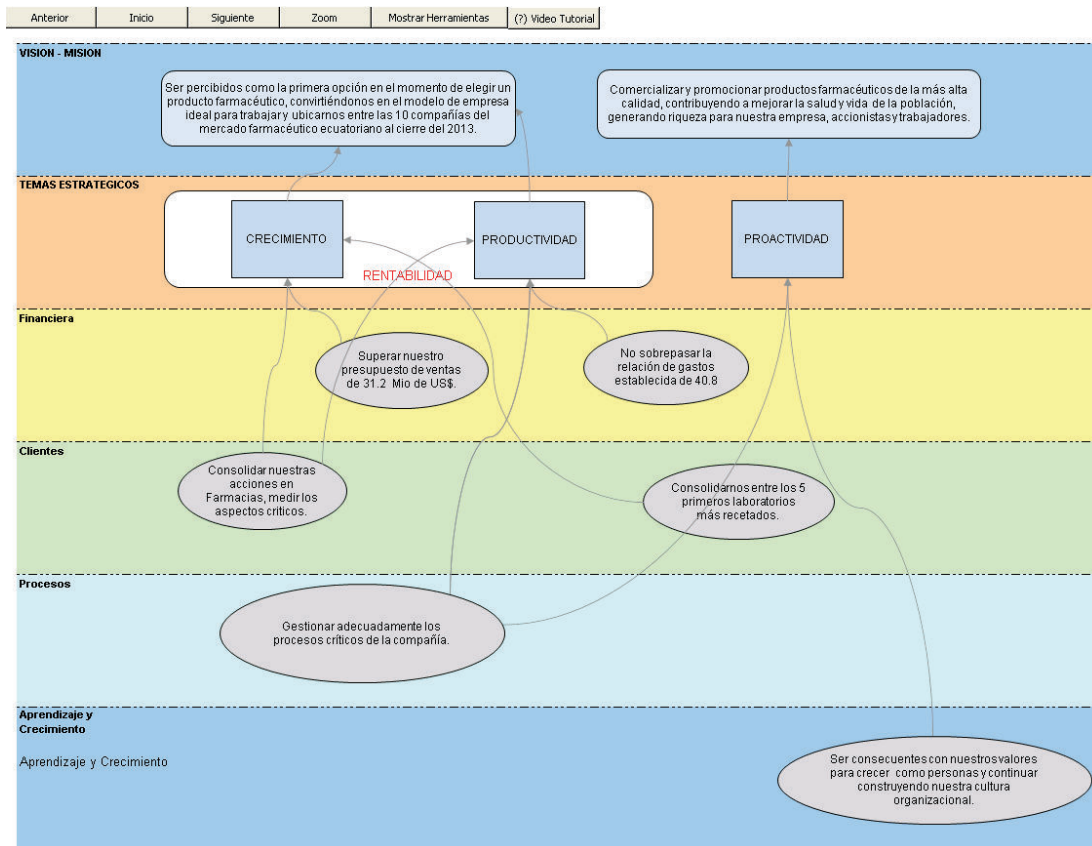 Anterior
Inicio
Siguiente
Zoom
Mostrar Herramientas
(?) Video Tutorial
VISION - MISION
Ser percibidos como la primera opción en el momento de elegir un
producto farmacéutico, convirtiéndonos en el modelo de empresa
ideal para trabajar y ubicarnos entre las 10 compañías del
mercado farmacéutico ecuatoriano al cierre del 2013.
Comercializar y promocionar productos farmacéuticos de la más alta
calidad, contribuyendo a mejorar la salud y vida de la población,
generando riqueza para nuestra empresa, accionistas y trabajadores.
TEMAS ESTRATEGICOS
CRECIMIENTO
PRODUCTIVIDAD
PROACTIVIDAD
RENTABILIDAD
Financiera
Superar nuestro
presupuesto de ventas
de 31.2 Mio de US$.
No sobrepasar la
relación de gastos
establecida de 40.8
Clientes
Consolidar nuestras
acciones en
Farmacias, medir los
aspectos criticos.
Consolidarnos entre los 5
primeros laboratorios
más recetados.
Procesos
Gestionar adecuadamente los
procesos críticos de la compañía.
Aprendizaje y
Crecimiento
Aprendizaje y Crecimiento
Ser consecuentes con nuestros valores
para crecer como personas y continuar
construyendo nuestra cultura
organizacional.